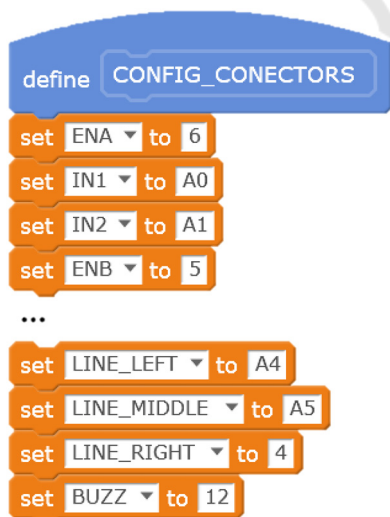 define CONFIG_CONECTORS
set ENA to 6
set IN1 to A0
set IN2 to A1
set ENB to 5
...
set LINE_LEFT to A4
set LINE_MIDDLE to A5
set LINE_RIGHT to 4
set BUZZ to 12